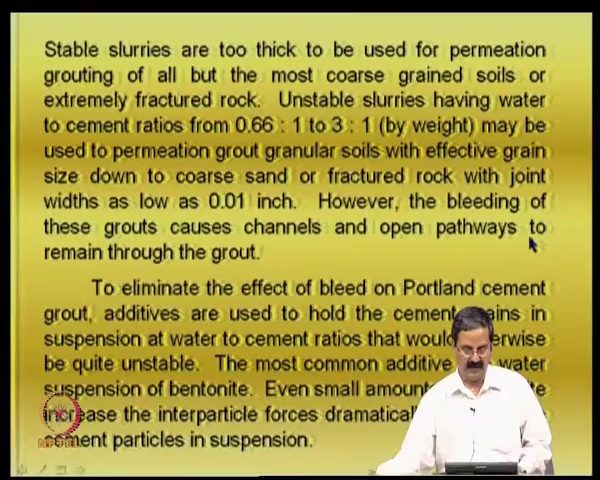 Stable slurries are too thick to be used for permeation
grouting of all but the most coarse grained soils or
extremely fractured rock. Unstable slurries having water
to cement ratios from 0.66 : 1 to 3 : 1 (by weight) may be
used to permeation grout granular soils with effective grain
size down to coarse sand or fractured rock with joint
widths as low as 0.01 inch. However, the bleeding of
these grouts causes channels and open pathways to
remain through the grout.
To eliminate the effect of bleed on Portland cement
grout, additives are used to hold the cement in
suspension at water to cement ratios that would
be quite unstable. The most common additive water
suspension of bentonite. Even small
increase the interparticle forces
cement particles in suspension.
NPTEL